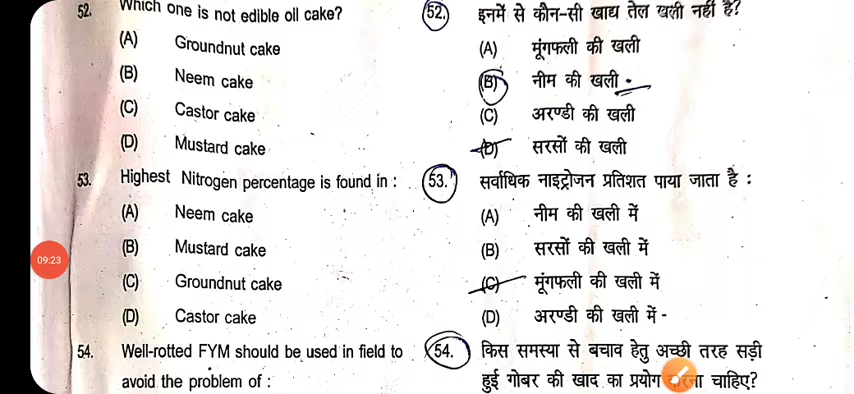 52. Which one is not edible oll cake?
(A) Groundnut cake
(B) Neem cake
(C) Castor cake
(D) Mustard cake
53. Highest Nitrogen percentage is found in :
(A) Neem cake
(B) Mustard cake
(C) Groundnut cake
(D) Castor cake
54. Well-rotted FYM should be used in field to
avoid the problem of :
52. इनमें से कौन-सी खाद्य तेल खली नहीं है?
(A) मूंगफली की खली
(B) नीम की खली
(C) अरण्डी की खली
(D) सरसों की खली
53. सर्वाधिक नाइट्रोजन प्रतिशत पाया जाता है :
(A) नीम की खली में
(B) सरसों की खली में
(C) मूंगफली की खली में
(D) अरण्डी की खली में
54. किस समस्या से बचाव हेतु अच्छी तरह सड़ी
हुई गोबर की खाद का प्रयोग करना चाहिए?
09:23